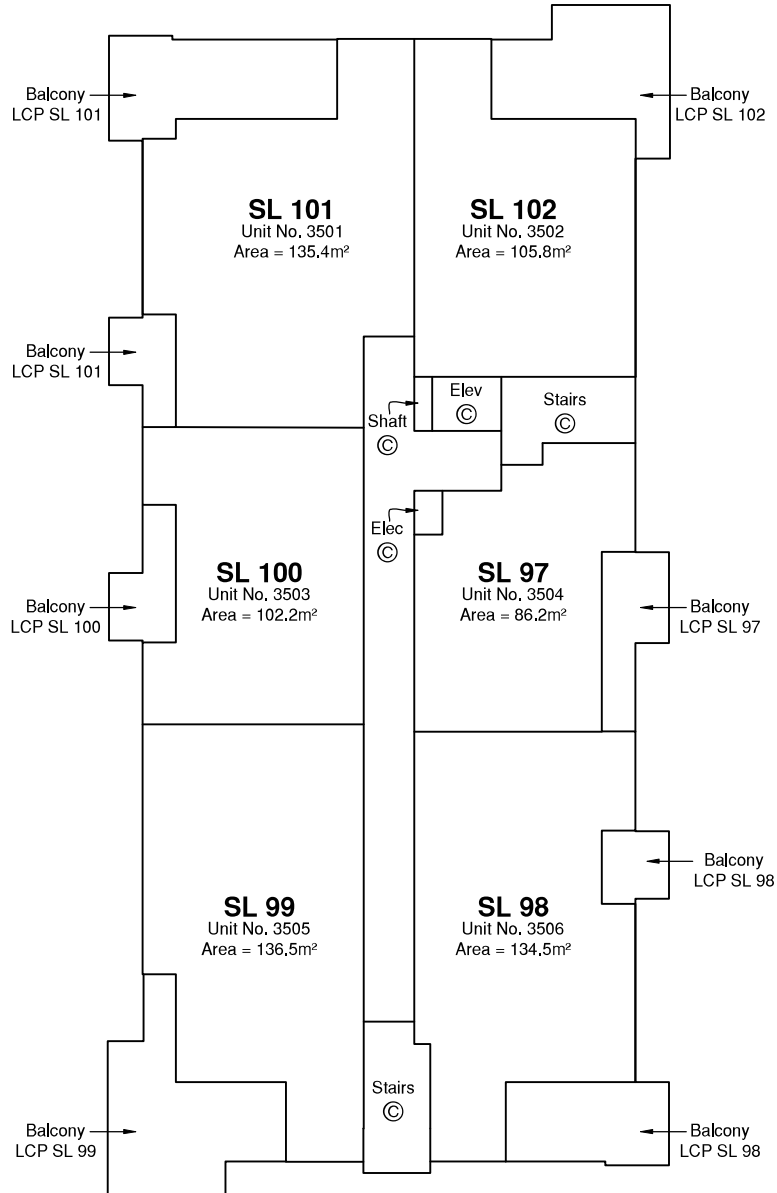 Balcony
LCP SL 101
Balcony
LCP SL 102
SL 101
Unit No. 3501
Area = 135.4m²
SL 102
Unit No. 3502
Area = 105.8m²
Balcony
LCP SL 101
Shaft
©
Elev
©
Stairs
©
Elec
©
SL 100
Unit No. 3503
Area = 102.2m²
SL 97
Unit No. 3504
Area = 86.2m²
Balcony
LCP SL 100
Balcony
LCP SL 97
Balcony
LCP SL 98
SL 99
Unit No. 3505
Area = 136.5m²
SL 98
Unit No. 3506
Area = 134.5m²
Stairs
©
Balcony
LCP SL 99
Balcony
LCP SL 98